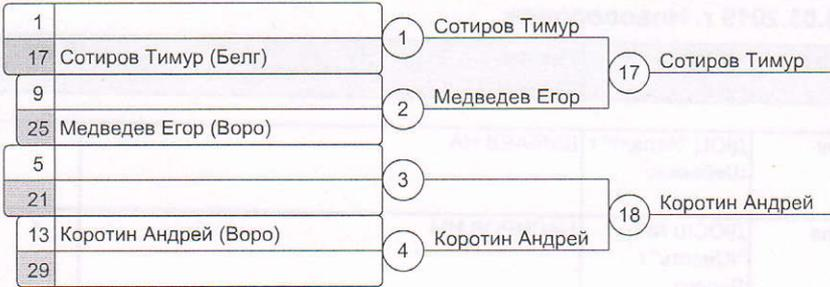 1
17 Сотиров Тимур (Белг)
1 Сотиров Тимур
17 Сотиров Тимур
9
25 Медведев Егор (Воро)
2 Медведев Егор
5
21
3
18 Коротин Андрей
13 Коротин Андрей (Воро)
29
4 Коротин Андрей